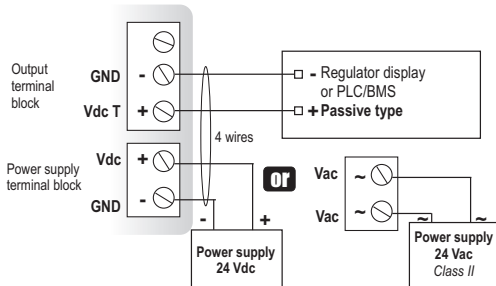 Output
terminal
block
GND
-
Vdc T
+
- Regulator display
or PLC/BMS
+ Passive type
4 wires
Power supply
terminal block
Vdc
+
GND
-
- +
Power supply
24 Vdc
or
Vac
~
Vac
~
~ ~
Power supply
24 Vac
Class II